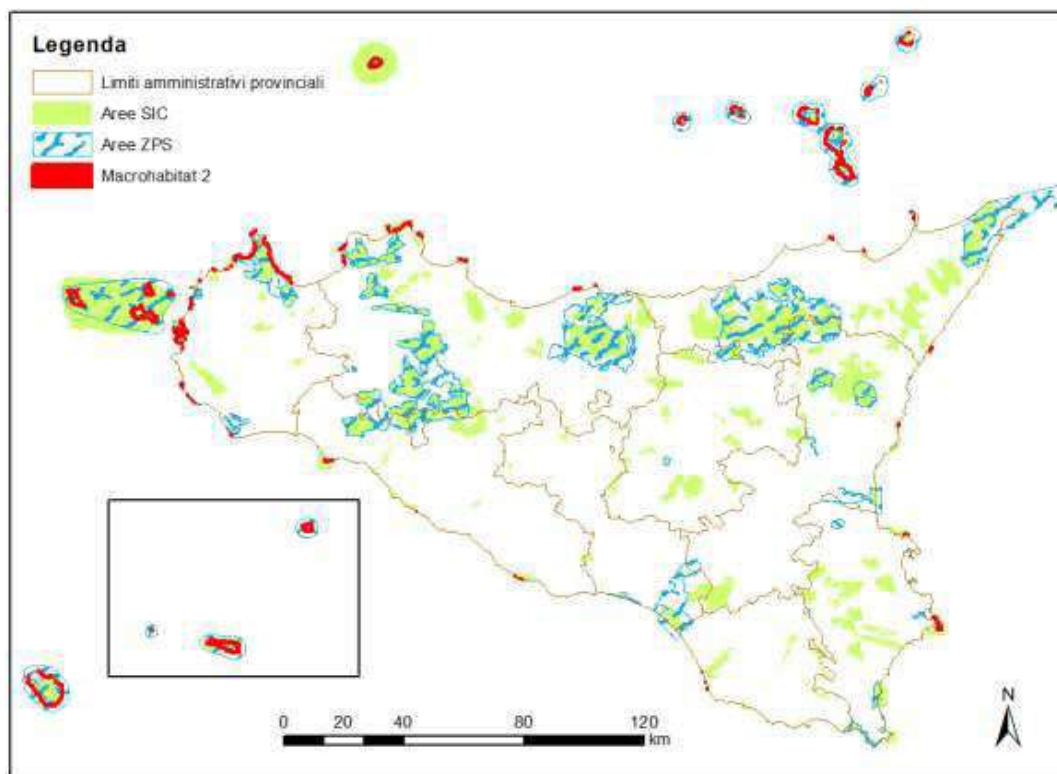 Legenda
Limiti amministrativi provinciali
Aree SIC
Aree ZPS
Macrohabitat 2
N
0 20 40 80 120
km